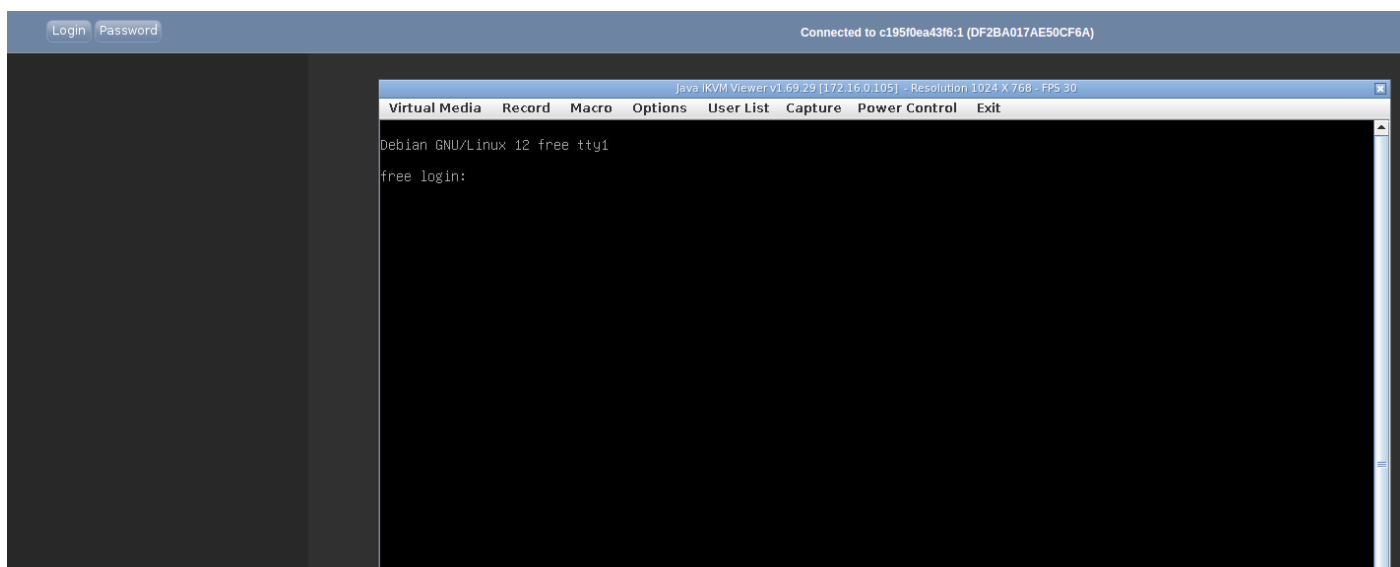 Login Password
Connected to c195f0ea43f6:1 (DF2BA017AE50CF6A)
Java iKVM Viewer v1.69.29 [172.16.0.105]  - Resolution 1024 X 768 - FPS 30
Virtual Media Record Macro Options User List Capture Power Control Exit
Debian GNU/Linux 12 free tty1
free login: